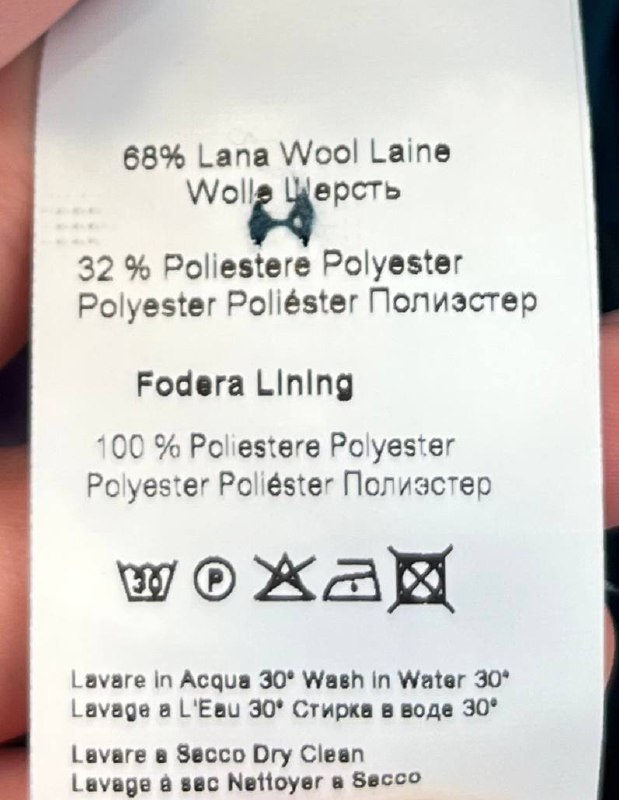 68% Lana Wool Laine
Wolle Шерсть
32 % Poliestere Polyester
Polyester Poliéster Полиэстер
Fodera Lining
100 % Poliestere Polyester
Polyester Poliéster Полиэстер
30 P
Lavare in Acqua 30° Wash in Water 30°
Lavage a L'Eau 30° Стирка в воде 30°
Lavare a Secco Dry Clean
Lavage à sec Nettoyer a Secco